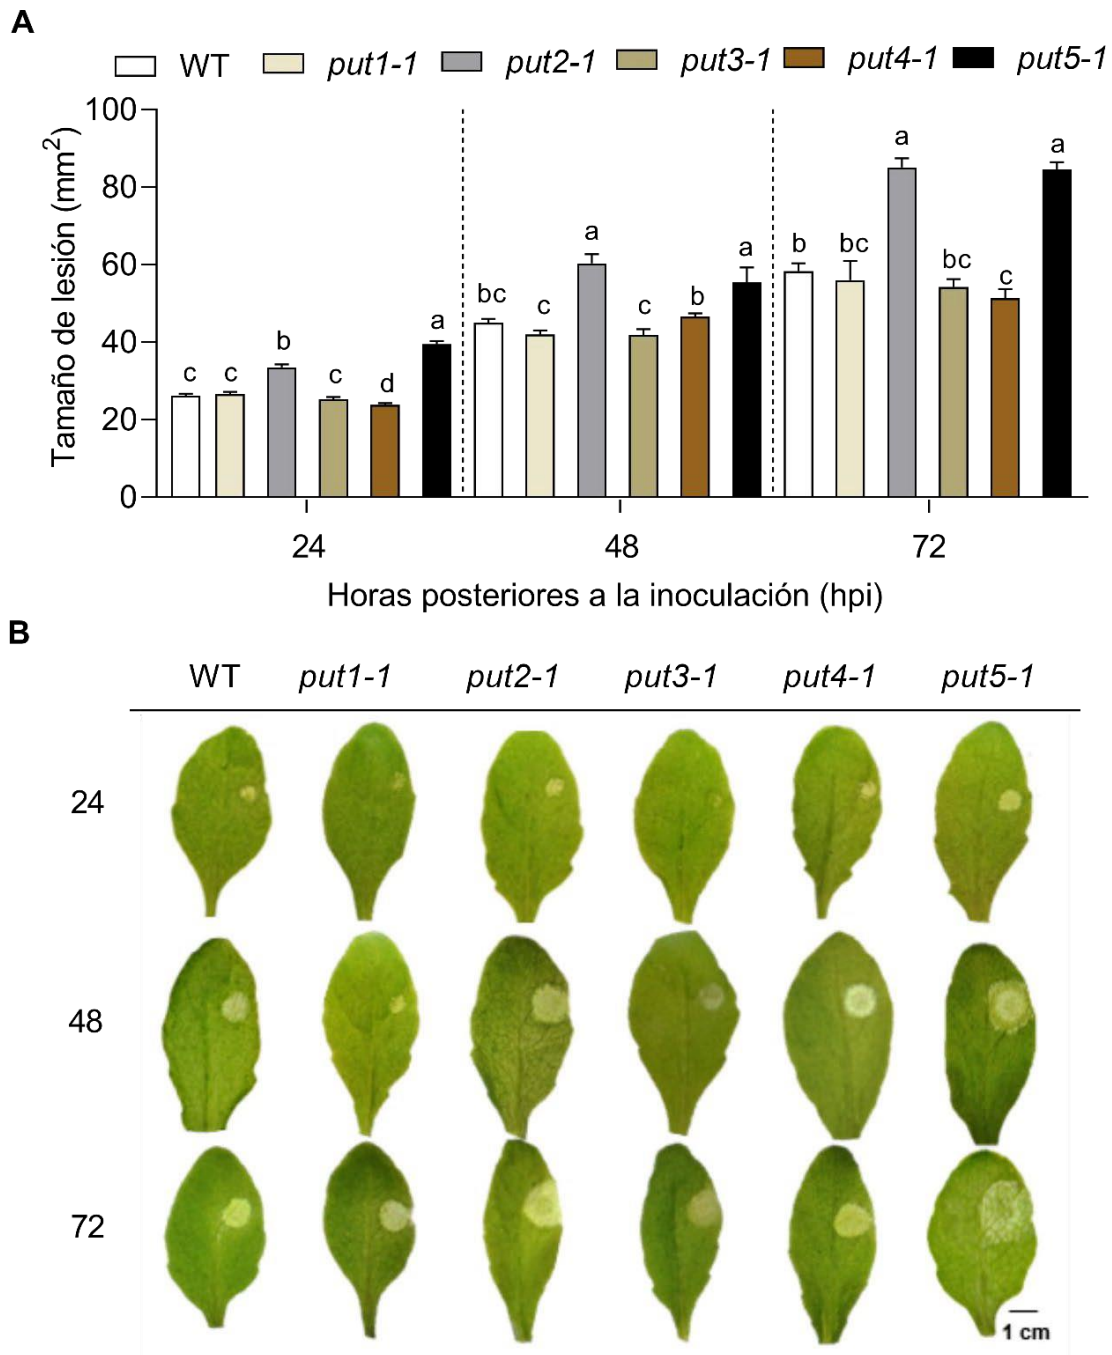 A
WT put1-1 put2-1 put3-1 put4-1 put5-1
100
80
60
40
20
0
Tamaño de lesión (mm²)
c c b c d a
bc c a c b a
b bc a bc c a
24 48 72
Horas posteriores a la inoculación (hpi)
B
WT put1-1 put2-1 put3-1 put4-1 put5-1
24
48
72
1 cm